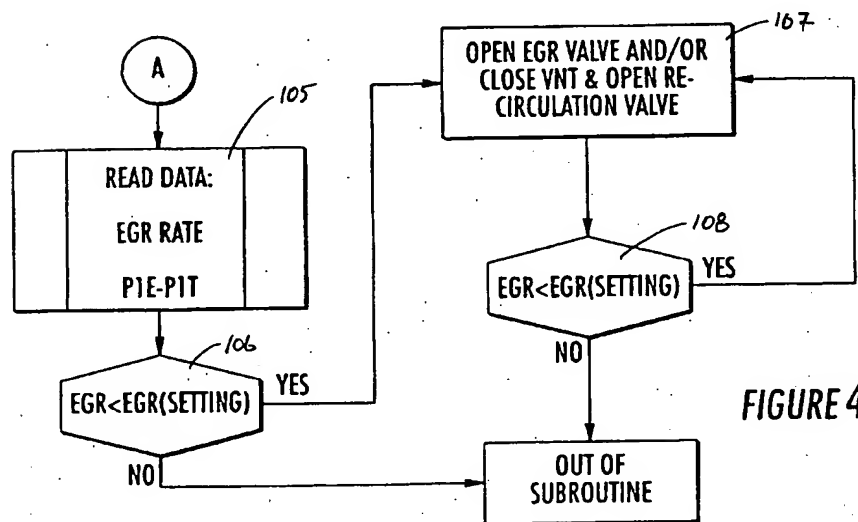 A
105
READ DATA:
EGR RATE
P1E-P1T
106
EGR<EGR(SETTING)
YES
NO
107
OPEN EGR VALVE AND/OR
CLOSE VNT & OPEN RE-
CIRCULATION VALVE
108
EGR<EGR(SETTING)
YES
NO
OUT OF
SUBROUTINE
FIGURE 4